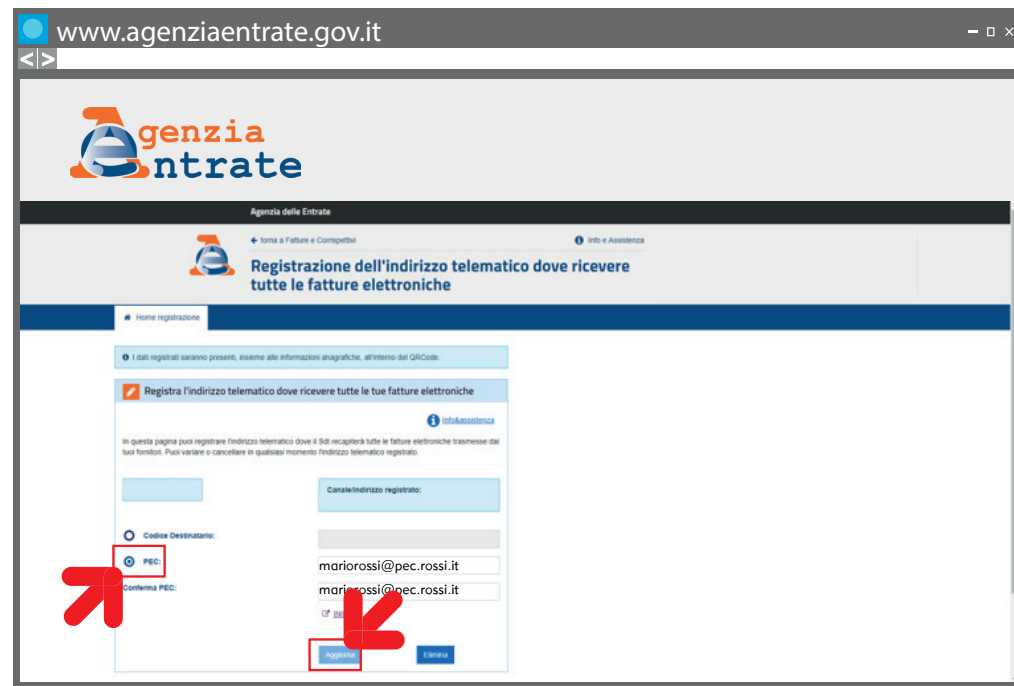 www.agenziaentrate.gov.it
< >
genzia
entrate
Agenzia delle Entrate
torna a Fatture e Corrispettivi
Info e Assistenza
Registrazione dell'indirizzo telematico dove ricevere
tutte le fatture elettroniche
Home registrazione
I dati registrati saranno presenti, insieme alle informazioni anagrafiche, all'interno del QRCode.
Registra l'indirizzo telematico dove ricevere tutte le tue fatture elettroniche
Info&assistenza
In questa pagina puoi registrare l'indirizzo telematico dove il SdI recapiterà tutte le fatture elettroniche trasmesse dai
tuoi fornitori. Puoi variare o cancellare in qualsiasi momento l'indirizzo telematico registrato.
Canale/indirizzo registrato:
Codice Destinatario:
PEC:
mariorossi@pec.rossi.it
Conferma PEC:
mariorossi@pec.rossi.it
Aggiorna
Elimina